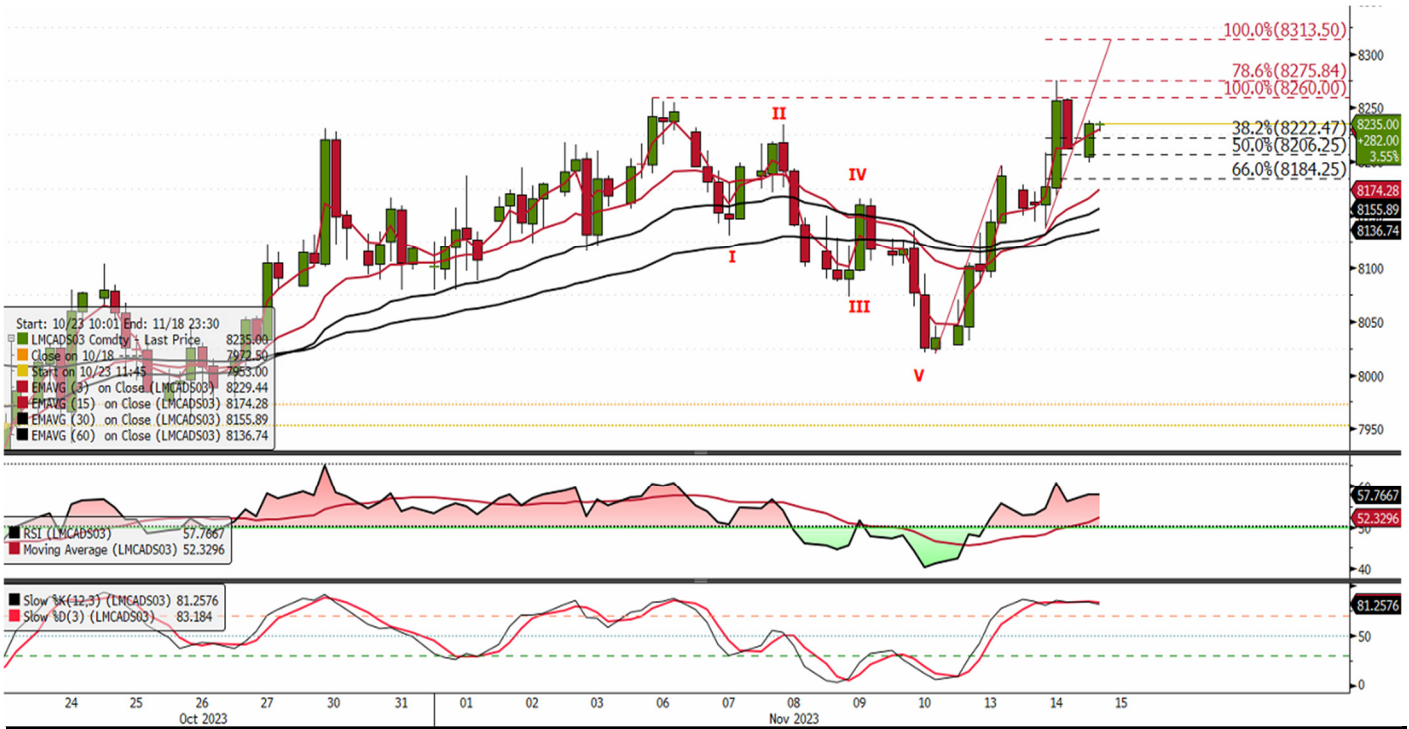 100.0%(8313.50)
8300
78.6%(8275.84)
100.0%(8260.00)
8250
II
8235.00
+282.00
3.55%
38.2%(8222.47)
50.0%(8206.25)
66.0%(8184.25)
IV
8174.28
8155.89
8136.74
I
8100
III
8050
V
8000
7950
Start: 10/23 10:01 End: 11/18 23:30
LMCADS03 Comdty - Last Price 8235.00
Close on 10/18 7972.50
Start on 10/23 11:45 7953.00
EMAVG (3) on Close (LMCADS03) 8229.44
EMAVG (15) on Close (LMCADS03) 8174.28
EMAVG (30) on Close (LMCADS03) 8155.89
EMAVG (60) on Close (LMCADS03) 8136.74
57.7667
52.3296
40
RSI (LMCADS03) 57.7667
Moving Average (LMCADS03) 52.3296
Slow %K(12,3) (LMCADS03) 81.2576
Slow %D(3) (LMCADS03) 83.184
81.2576
50
0
24 25 26 27 30 31 01 02 03 06 07 08 09 10 13 14 15
Oct 2023 Nov 2023